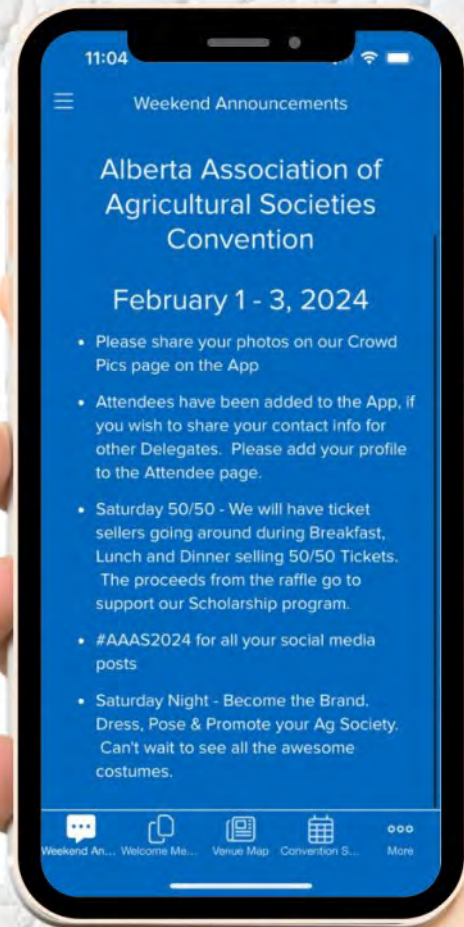 11:04
Weekend Announcements
Alberta Association of
Agricultural Societies
Convention
February 1 - 3, 2024
• Please share your photos on our Crowd
Pics page on the App
• Attendees have been added to the App, if
you wish to share your contact info for
other Delegates. Please add your profile
to the Attendee page.
• Saturday 50/50 - We will have ticket
sellers going around during Breakfast,
Lunch and Dinner selling 50/50 Tickets.
The proceeds from the raffle go to
support our Scholarship program.
• #AAAS2024 for all your social media
posts
• Saturday Night - Become the Brand.
Dress, Pose & Promote your Ag Society.
Can't wait to see all the awesome
costumes.
Weekend An... Welcome Me... Venue Map Convention S... More